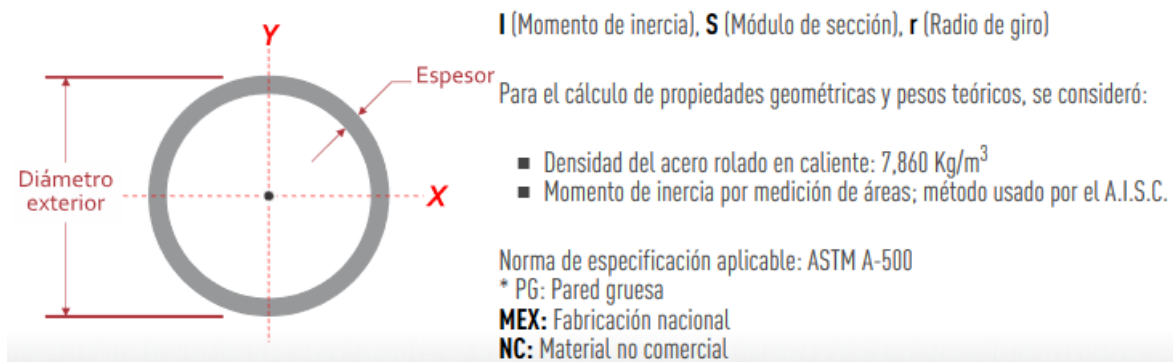 Y
Espesor
Diámetro
exterior
X
I (Momento de inercia), S (Módulo de sección), r (Radio de giro)
Para el cálculo de propiedades geométricas y pesos teóricos, se consideró:
■ Densidad del acero rolado en caliente: 7,860 Kg/m³
■ Momento de inercia por medición de áreas; método usado por el A.I.S.C.
Norma de especificación aplicable: ASTM A-500
* PG: Pared gruesa
MEX: Fabricación nacional
NC: Material no comercial